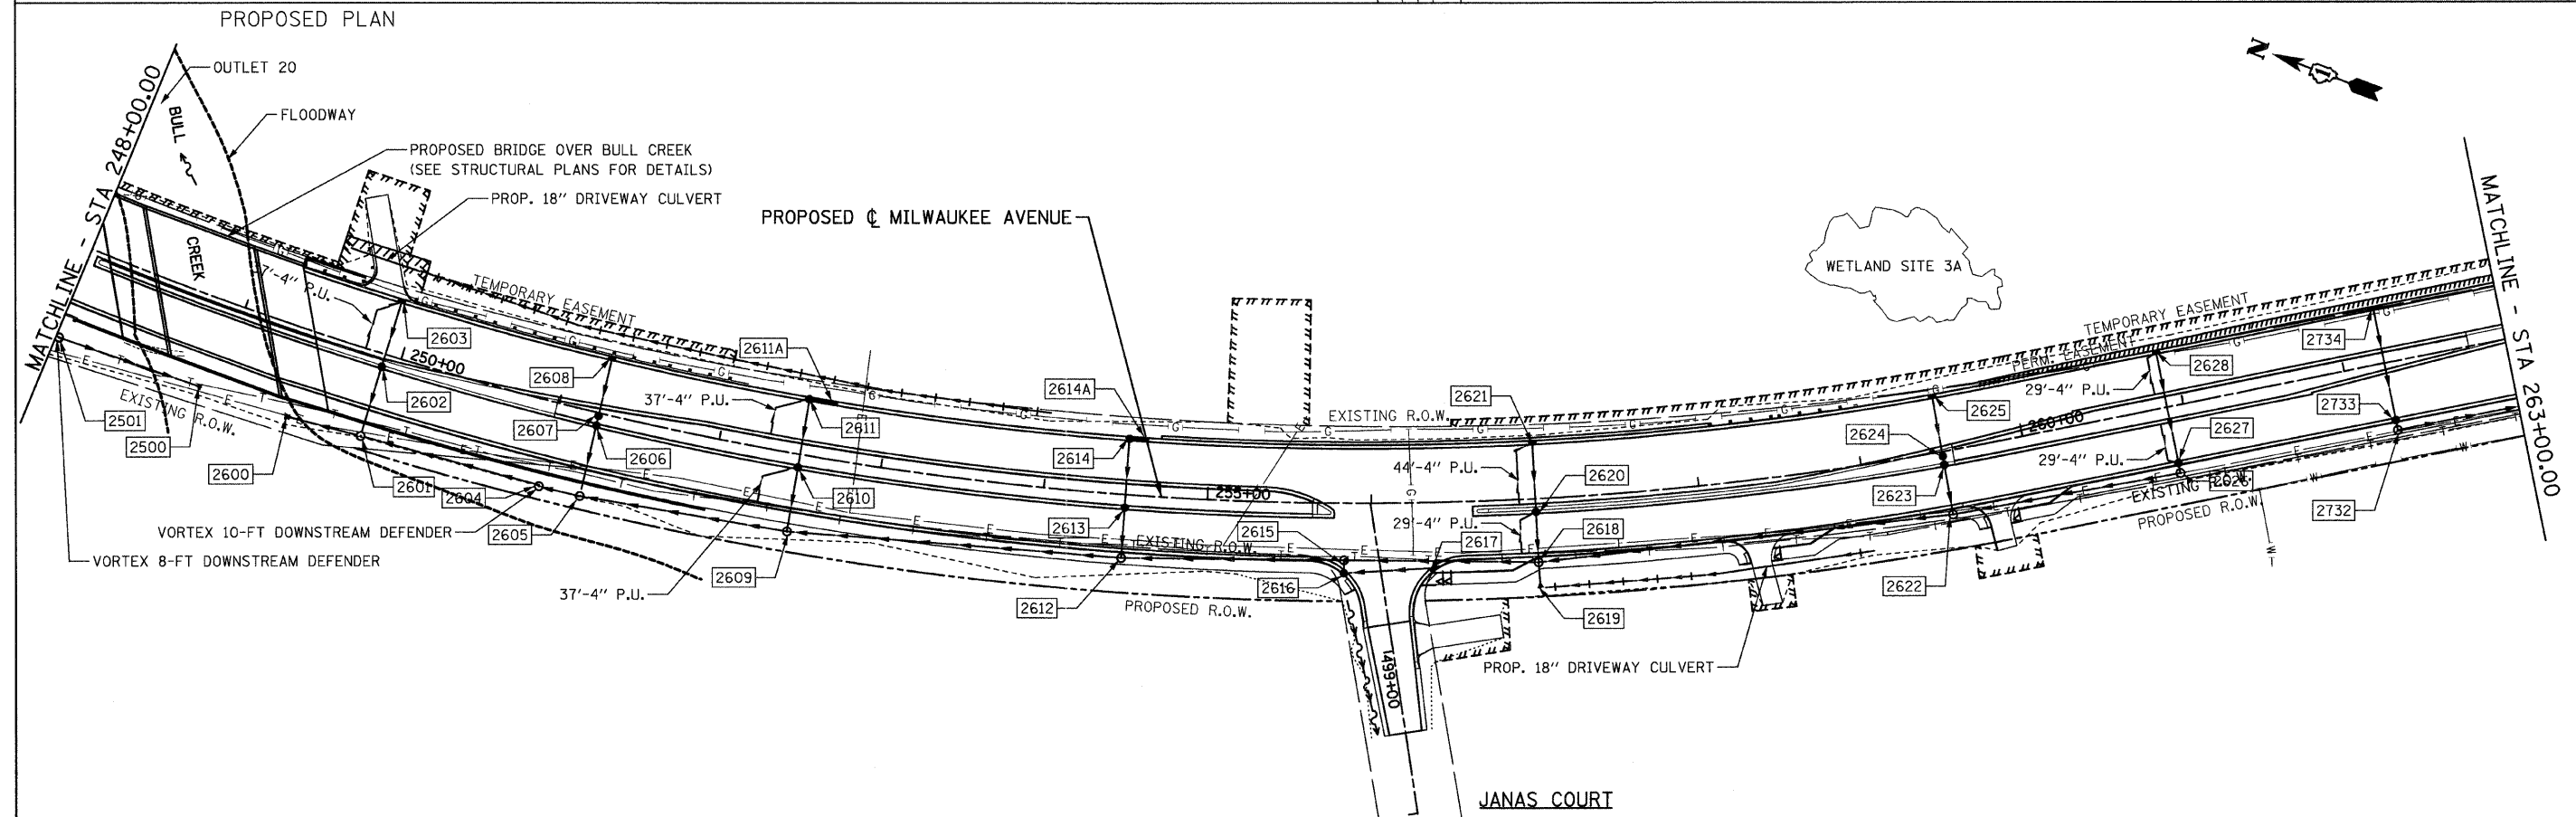 PROPOSED PLAN
OUTLET 20
FLOODWAY
PROPOSED BRIDGE OVER BULL CREEK
(SEE STRUCTURAL PLANS FOR DETAILS)
PROP. 18" DRIVEWAY CULVERT
PROPOSED ℄ MILWAUKEE AVENUE
N
1
MATCHLINE - STA 248+00.00
BULL
CREEK
7'-4" P.U.
TEMPORARY EASEMENT
WETLAND SITE 3A
TEMPORARY EASEMENT
PERM. EASEMENT
MATCHLINE - STA 263+00.00
2603
250+00
2602
2608
2611A
2614A
2621
2625
2628
2734
37'-4" P.U.
2611
EXISTING R.O.W.
29'-4" P.U.
2501
2500
EXISTING R.O.W.
2600
2601
2607
2606
2604
2605
2610
2614
2613
255+00
2615
44'-4" P.U.
2620
29'-4" P.U.
2617
2618
2624
2623
260+00
29'-4" P.U.
2627
2626
2733
2732
EXISTING R.O.W.
PROPOSED R.O.W.
VORTEX 10-FT DOWNSTREAM DEFENDER
VORTEX 8-FT DOWNSTREAM DEFENDER
37'-4" P.U.
2609
2612
EXISTING R.O.W.
PROPOSED R.O.W.
2616
2619
2622
PROP. 18" DRIVEWAY CULVERT
1499+00
JANAS COURT